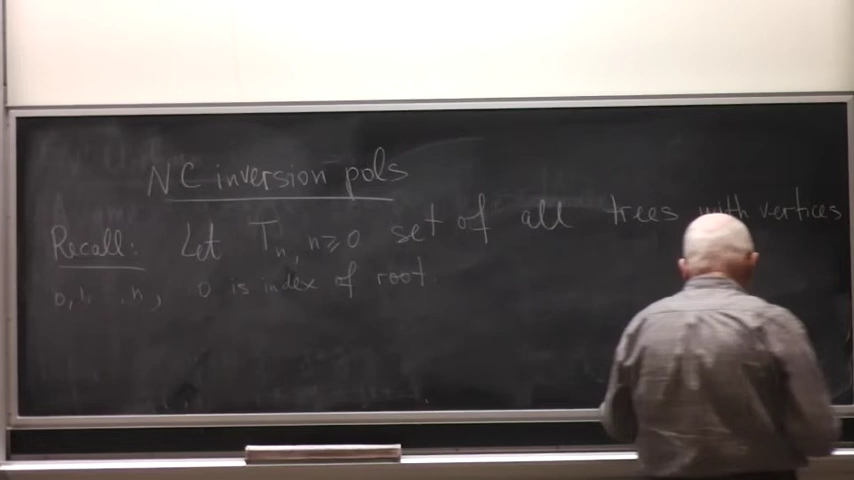 NC inversion pols
Recall: Let Tn, n≥0 set of all trees with vertices
0,1, ..,n, 0 is index of root.